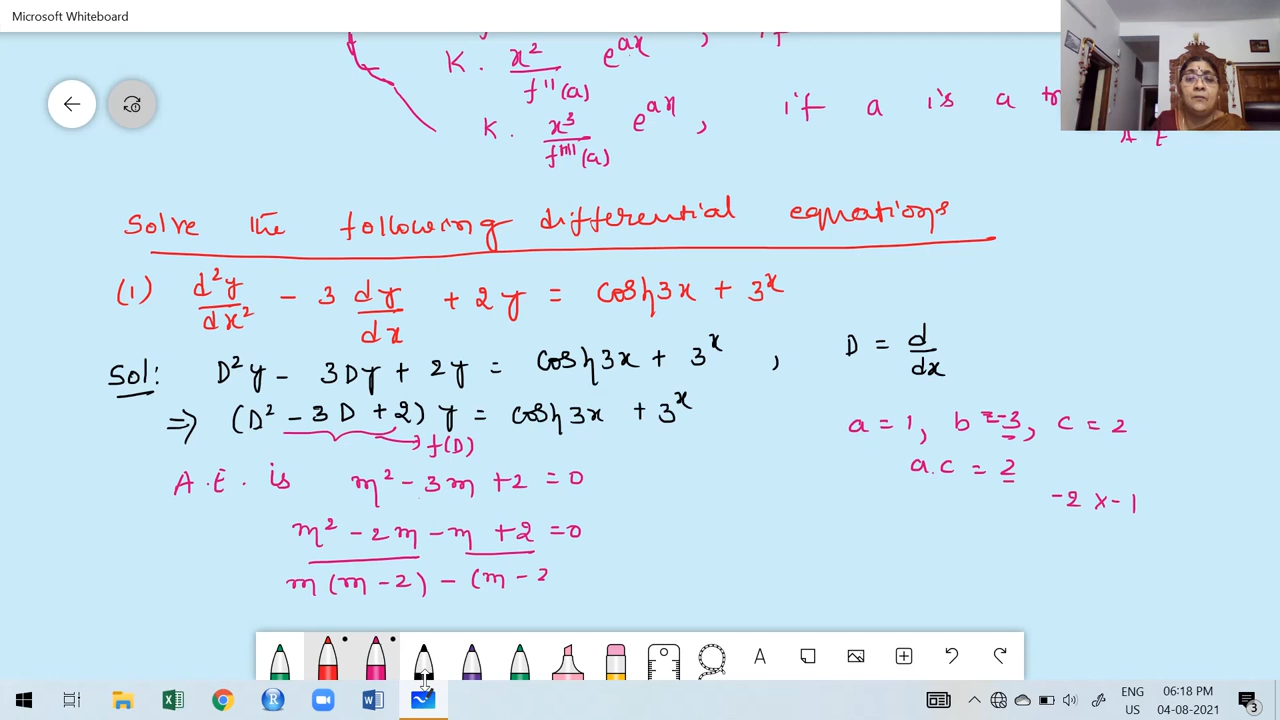 Microsoft Whiteboard
K. x²/f''(a) e^ax , if
K. x³/f'''(a) e^ax , if a is a tr
A E
Solve the following differential equations
(1) d²y/dx² - 3 dy/dx + 2y = cosh3x + 3^x
Sol: D²y - 3Dy + 2y = cosh3x + 3^x , D = d/dx
⇒ (D² - 3D + 2) y = cosh3x + 3^x
→ f(D)
a = 1, b = -3, c = 2
a.c = 2
-2 x -1
A.E. is m² - 3m + 2 = 0
m² - 2m - m + 2 = 0
m (m - 2) - (m - 2
ENG
US
06:18 PM
04-08-2021
3